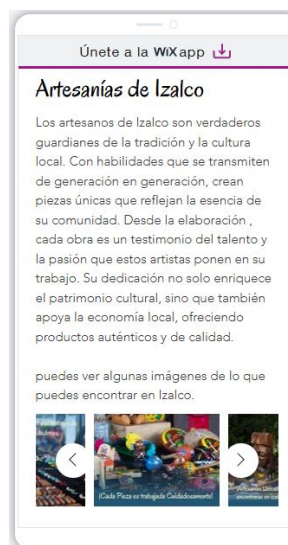 Únete a la WiX app
Artesanías de Izalco
Los artesanos de Izalco son verdaderos
guardianes de la tradición y la cultura
local. Con habilidades que se transmiten
de generación en generación, crean
piezas únicas que reflejan la esencia de
su comunidad. Desde la elaboración ,
cada obra es un testimonio del talento y
la pasión que estos artistas ponen en su
trabajo. Su dedicación no solo enriquece
el patrimonio cultural, sino que también
apoya la economía local, ofreciendo
productos auténticos y de calidad.
puedes ver algunas imágenes de lo que
puedes encontrar en Izalco.
¡Cada Pieza es trabajada Cuidadosamente!